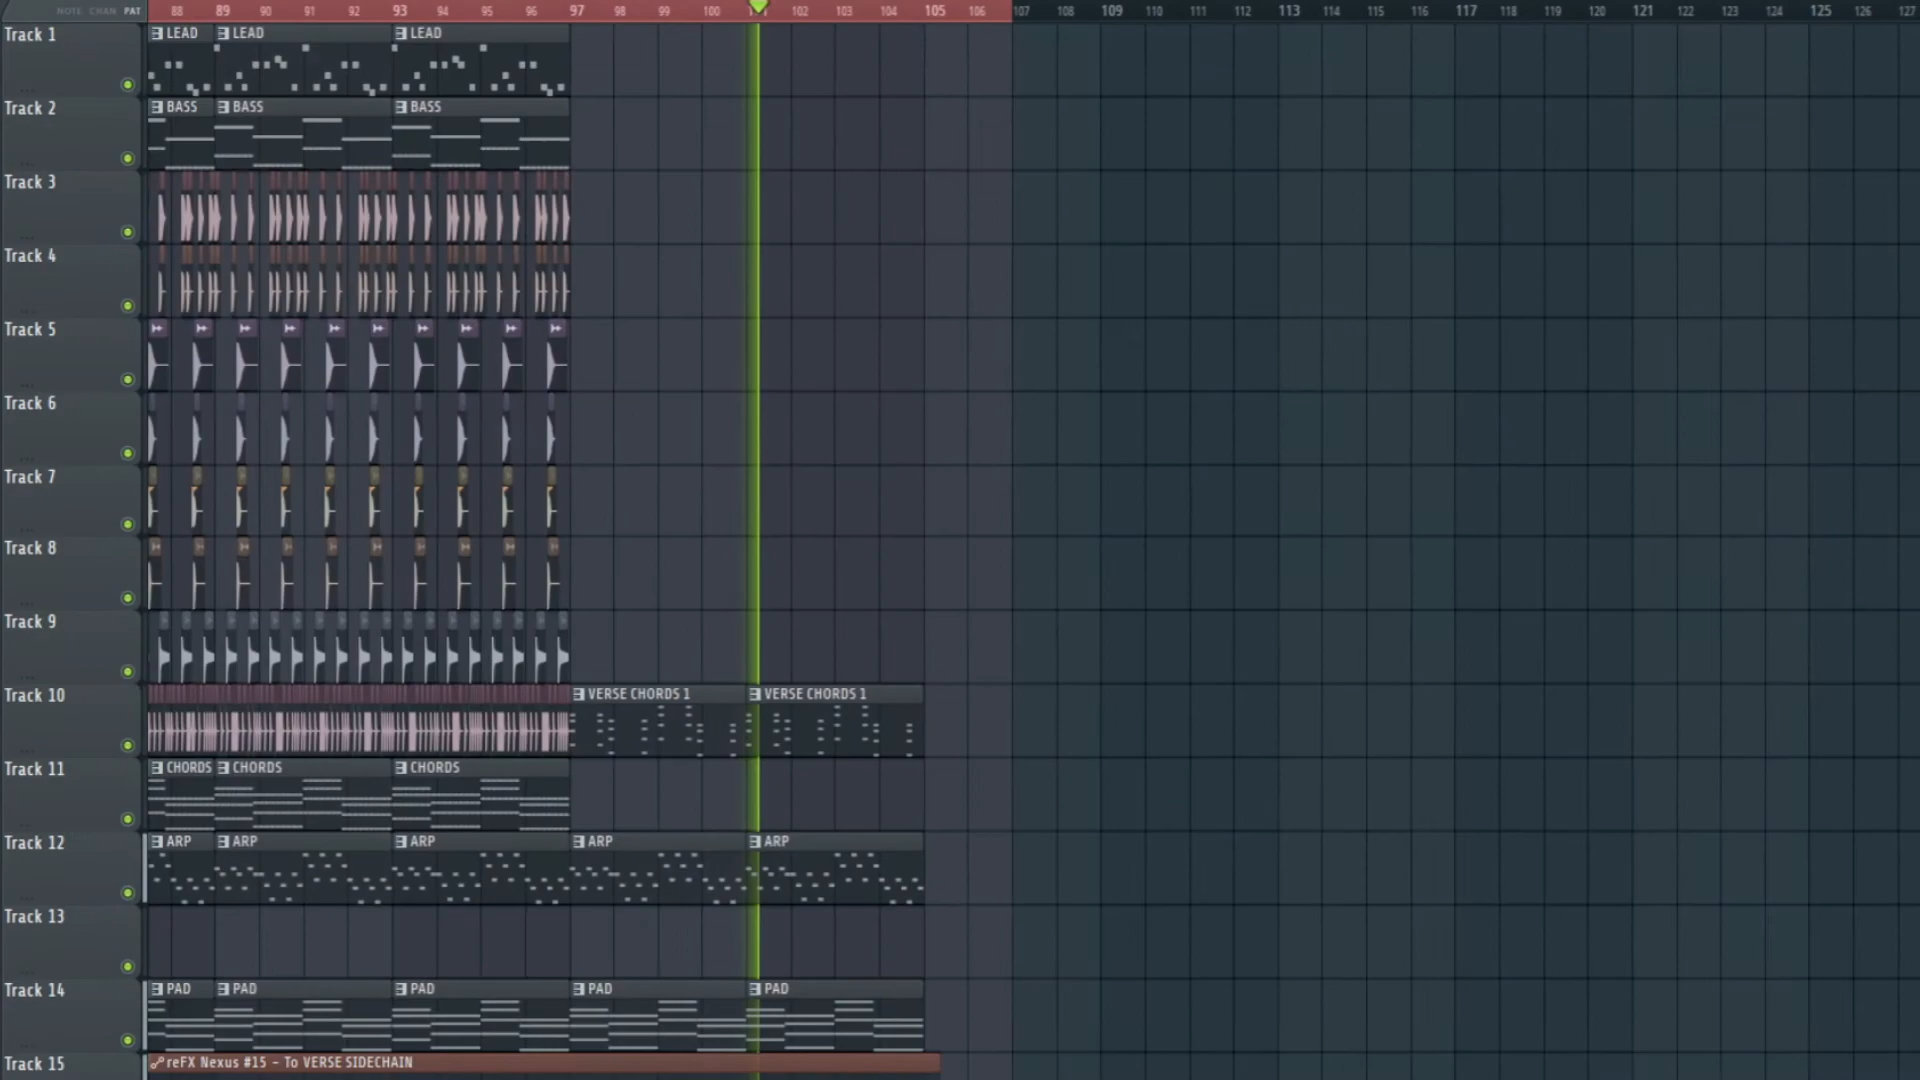 NOTE CHAN PAT 88 89 90 91 92 93 94 95 96 97 98 99 100 102 103 104 105 106 107 108 109 110 111 112 113 114 115 116 117 118 119 120 121 122 123 124 125 126 127
Track 1 LEAD LEAD LEAD
Track 2 BASS BASS BASS
Track 3
Track 4
Track 5
Track 6
Track 7
Track 8
Track 9
Track 10 VERSE CHORDS 1 VERSE CHORDS 1
Track 11 CHORDS CHORDS CHORDS
Track 12 ARP ARP ARP ARP ARP
Track 13
Track 14 PAD PAD PAD PAD PAD
Track 15 reFX Nexus #15 - To VERSE SIDECHAIN